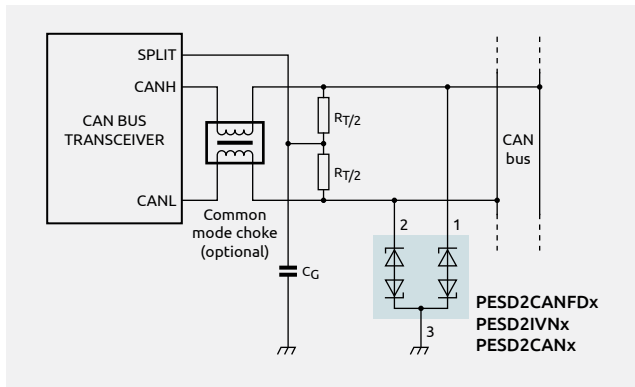 SPLIT
CANH
CAN BUS
TRANSCEIVER
CANL
Common
mode choke
(optional)
RT/2
RT/2
CG
CAN
bus
2
1
3
PESD2CANFDx
PESD2IVNx
PESD2CANx